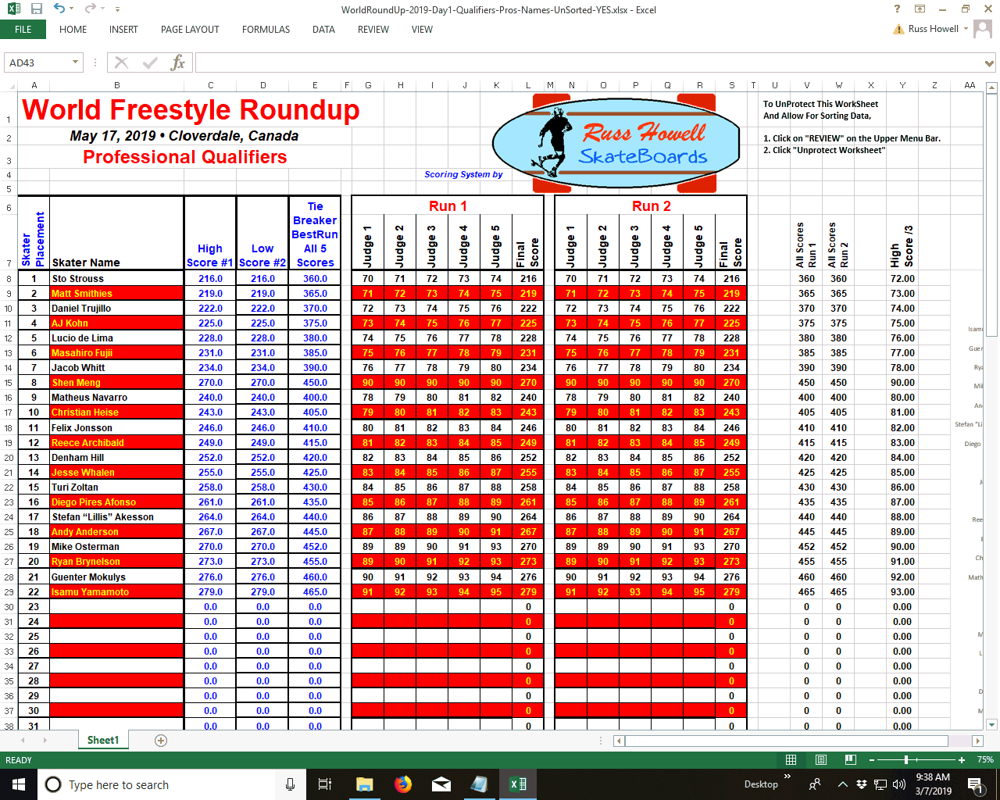 WorldRoundUp-2019-Day1-Qualifiers-Pros-Names-UnSorted-YES.xlsx - Excel
FILE HOME INSERT PAGE LAYOUT FORMULAS DATA REVIEW VIEW Russ Howell
AD43 fx
A B C D E F G H I J K L M N O P Q R S T U V W X Y Z AA
1 World Freestyle Roundup
2 May 17, 2019 • Cloverdale, Canada
3 Professional Qualifiers
4 Scoring System by
5
Russ Howell
SkateBoards
To UnProtect This WorkSheet
And Allow For Sorting Data,
1. Click on "REVIEW" on the Upper Menu Bar.
2. Click "Unprotect Worksheet"
6 Run 1 Run 2
7 Skater Placement Skater Name High Score #1 Low Score #2 Tie Breaker BestRun All 5 Scores Judge 1 Judge 2 Judge 3 Judge 4 Judge 5 Final Score Judge 1 Judge 2 Judge 3 Judge 4 Judge 5 Final Score All Scores Run 1 All Scores Run 2 High Score /3
8 1 Sto Strouss 216.0 216.0 360.0 70 71 72 73 74 216 70 71 72 73 74 216 360 360 72.00
9 2 Matt Smithies 219.0 219.0 365.0 71 72 73 74 75 219 71 72 73 74 75 219 365 365 73.00
10 3 Daniel Trujillo 222.0 222.0 370.0 72 73 74 75 76 222 72 73 74 75 76 222 370 370 74.00
11 4 AJ Kohn 225.0 225.0 375.0 73 74 75 76 77 225 73 74 75 76 77 225 375 375 75.00
12 5 Lucio de Lima 228.0 228.0 380.0 74 75 76 77 78 228 74 75 76 77 78 228 380 380 76.00
13 6 Masahiro Fujii 231.0 231.0 385.0 75 76 77 78 79 231 75 76 77 78 79 231 385 385 77.00
14 7 Jacob Whitt 234.0 234.0 390.0 76 77 78 79 80 234 76 77 78 79 80 234 390 390 78.00
15 8 Shen Meng 270.0 270.0 450.0 90 90 90 90 90 270 90 90 90 90 90 270 450 450 90.00
16 9 Matheus Navarro 240.0 240.0 400.0 78 79 80 81 82 240 78 79 80 81 82 240 400 400 80.00
17 10 Christian Heise 243.0 243.0 405.0 79 80 81 82 83 243 79 80 81 82 83 243 405 405 81.00
18 11 Felix Jonsson 246.0 246.0 410.0 80 81 82 83 84 246 80 81 82 83 84 246 410 410 82.00
19 12 Reece Archibald 249.0 249.0 415.0 81 82 83 84 85 249 81 82 83 84 85 249 415 415 83.00
20 13 Denham Hill 252.0 252.0 420.0 82 83 84 85 86 252 82 83 84 85 86 252 420 420 84.00
21 14 Jesse Whalen 255.0 255.0 425.0 83 84 85 86 87 255 83 84 85 86 87 255 425 425 85.00
22 15 Turi Zoltan 258.0 258.0 430.0 84 85 86 87 88 258 84 85 86 87 88 258 430 430 86.00
23 16 Diego Pires Afonso 261.0 261.0 435.0 85 86 87 88 89 261 85 86 87 88 89 261 435 435 87.00
24 17 Stefan “Lillis” Akesson 264.0 264.0 440.0 86 87 88 89 90 264 86 87 88 89 90 264 440 440 88.00
25 18 Andy Anderson 267.0 267.0 445.0 87 88 89 90 91 267 87 88 89 90 91 267 445 445 89.00
26 19 Mike Osterman 270.0 270.0 452.0 89 89 90 91 93 270 89 89 90 91 93 270 452 452 90.00
27 20 Ryan Brynelson 273.0 273.0 455.0 89 90 91 92 93 273 89 90 91 92 93 273 455 455 91.00
28 21 Guenter Mokulys 276.0 276.0 460.0 90 91 92 93 94 276 90 91 92 93 94 276 460 460 92.00
29 22 Isamu Yamamoto 279.0 279.0 465.0 91 92 93 94 95 279 91 92 93 94 95 279 465 465 93.00
30 23 0.0 0.0 0.0 0 0 0 0 0.00
31 24 0.0 0.0 0.0 0 0 0 0 0.00
32 25 0.0 0.0 0.0 0 0 0 0 0.00
33 26 0.0 0.0 0.0 0 0 0 0 0.00
34 27 0.0 0.0 0.0 0 0 0 0 0.00
35 28 0.0 0.0 0.0 0 0 0 0 0.00
36 29 0.0 0.0 0.0 0 0 0 0 0.00
37 30 0.0 0.0 0.0 0 0 0 0 0.00
38 31 0.0 0.0 0.0 0 0 0 0 0.00
Sheet1
READY 75%
Type here to search Desktop 9:38 AM
3/7/2019 1